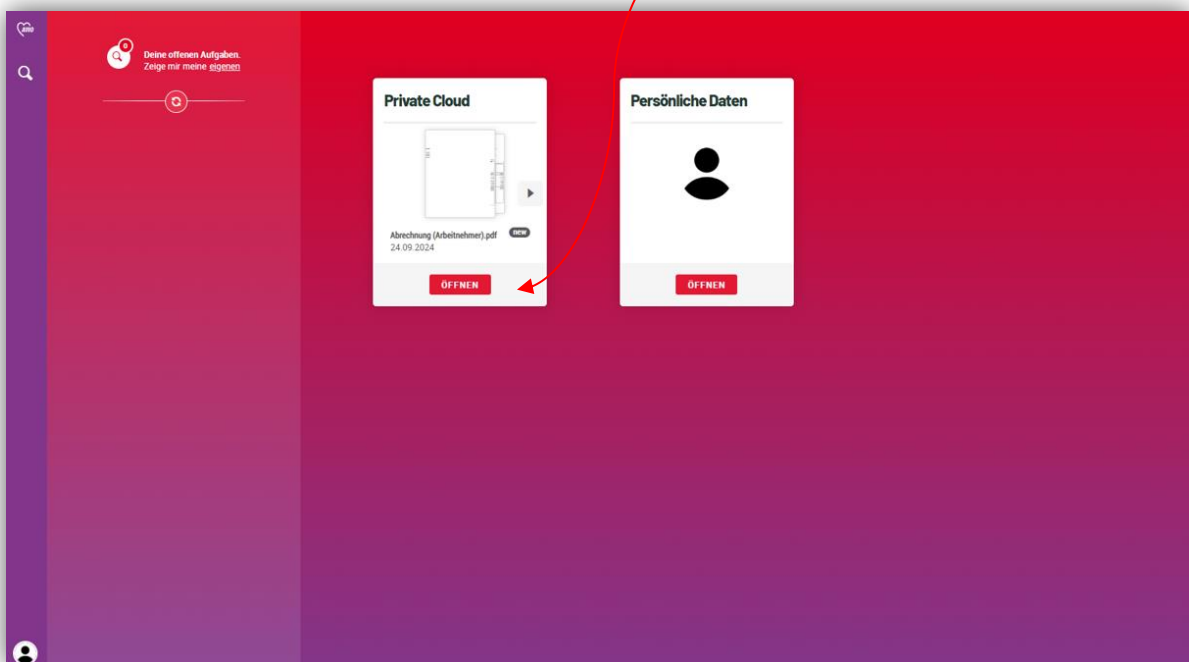 0
Deine offenen Aufgaben.
Zeige mir meine eigenen
Private Cloud
Abrechnung (Arbeitnehmer).pdf
new
24.09.2024
ÖFFNEN
Persönliche Daten
ÖFFNEN